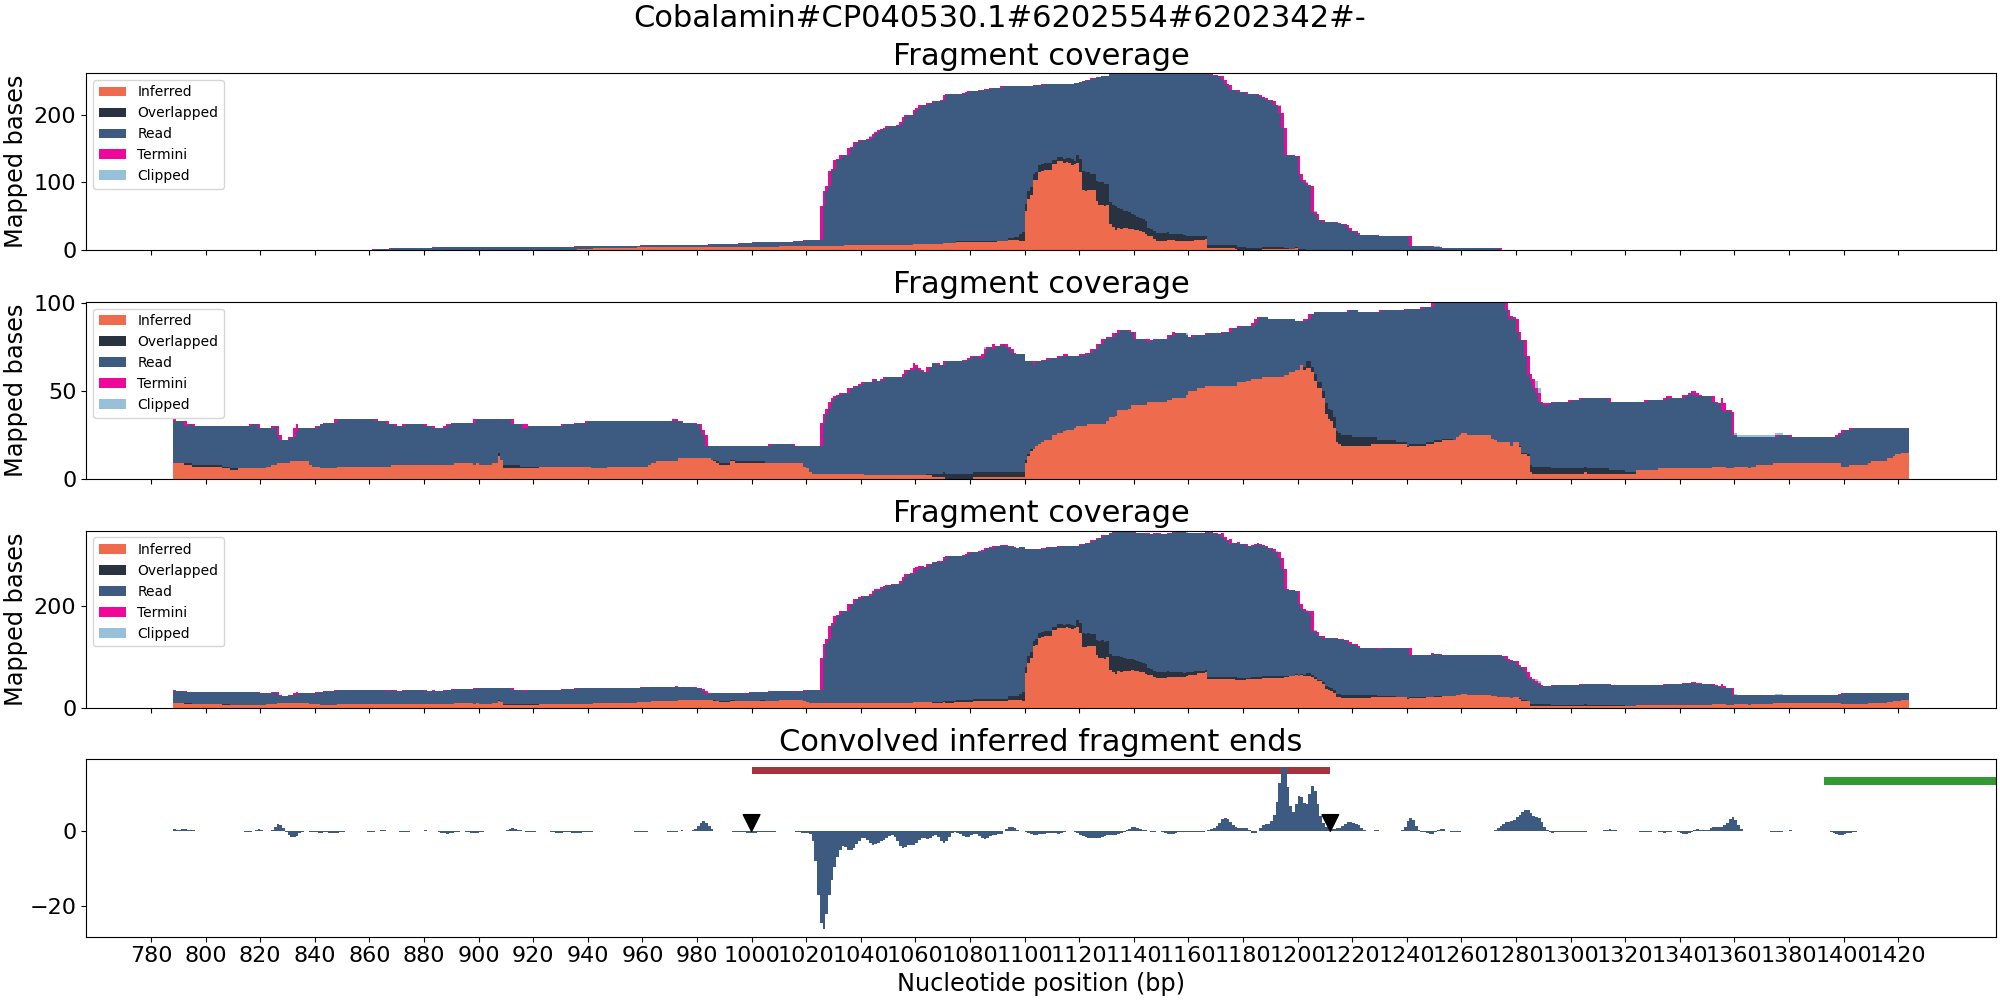 Cobalamin#CP040530.1#6202554#6202342#-
Fragment coverage
Mapped bases
200
100
0
Inferred
Overlapped
Read
Termini
Clipped
Fragment coverage
Mapped bases
100
50
0
Inferred
Overlapped
Read
Termini
Clipped
Fragment coverage
Mapped bases
200
0
Inferred
Overlapped
Read
Termini
Clipped
Convolved inferred fragment ends
0
−20
780 800 820 840 860 880 900 920 940 960 980 1000 1020 1040 1060 1080 1100 1120 1140 1160 1180 1200 1220 1240 1260 1280 1300 1320 1340 1360 1380 1400 1420
Nucleotide position (bp)